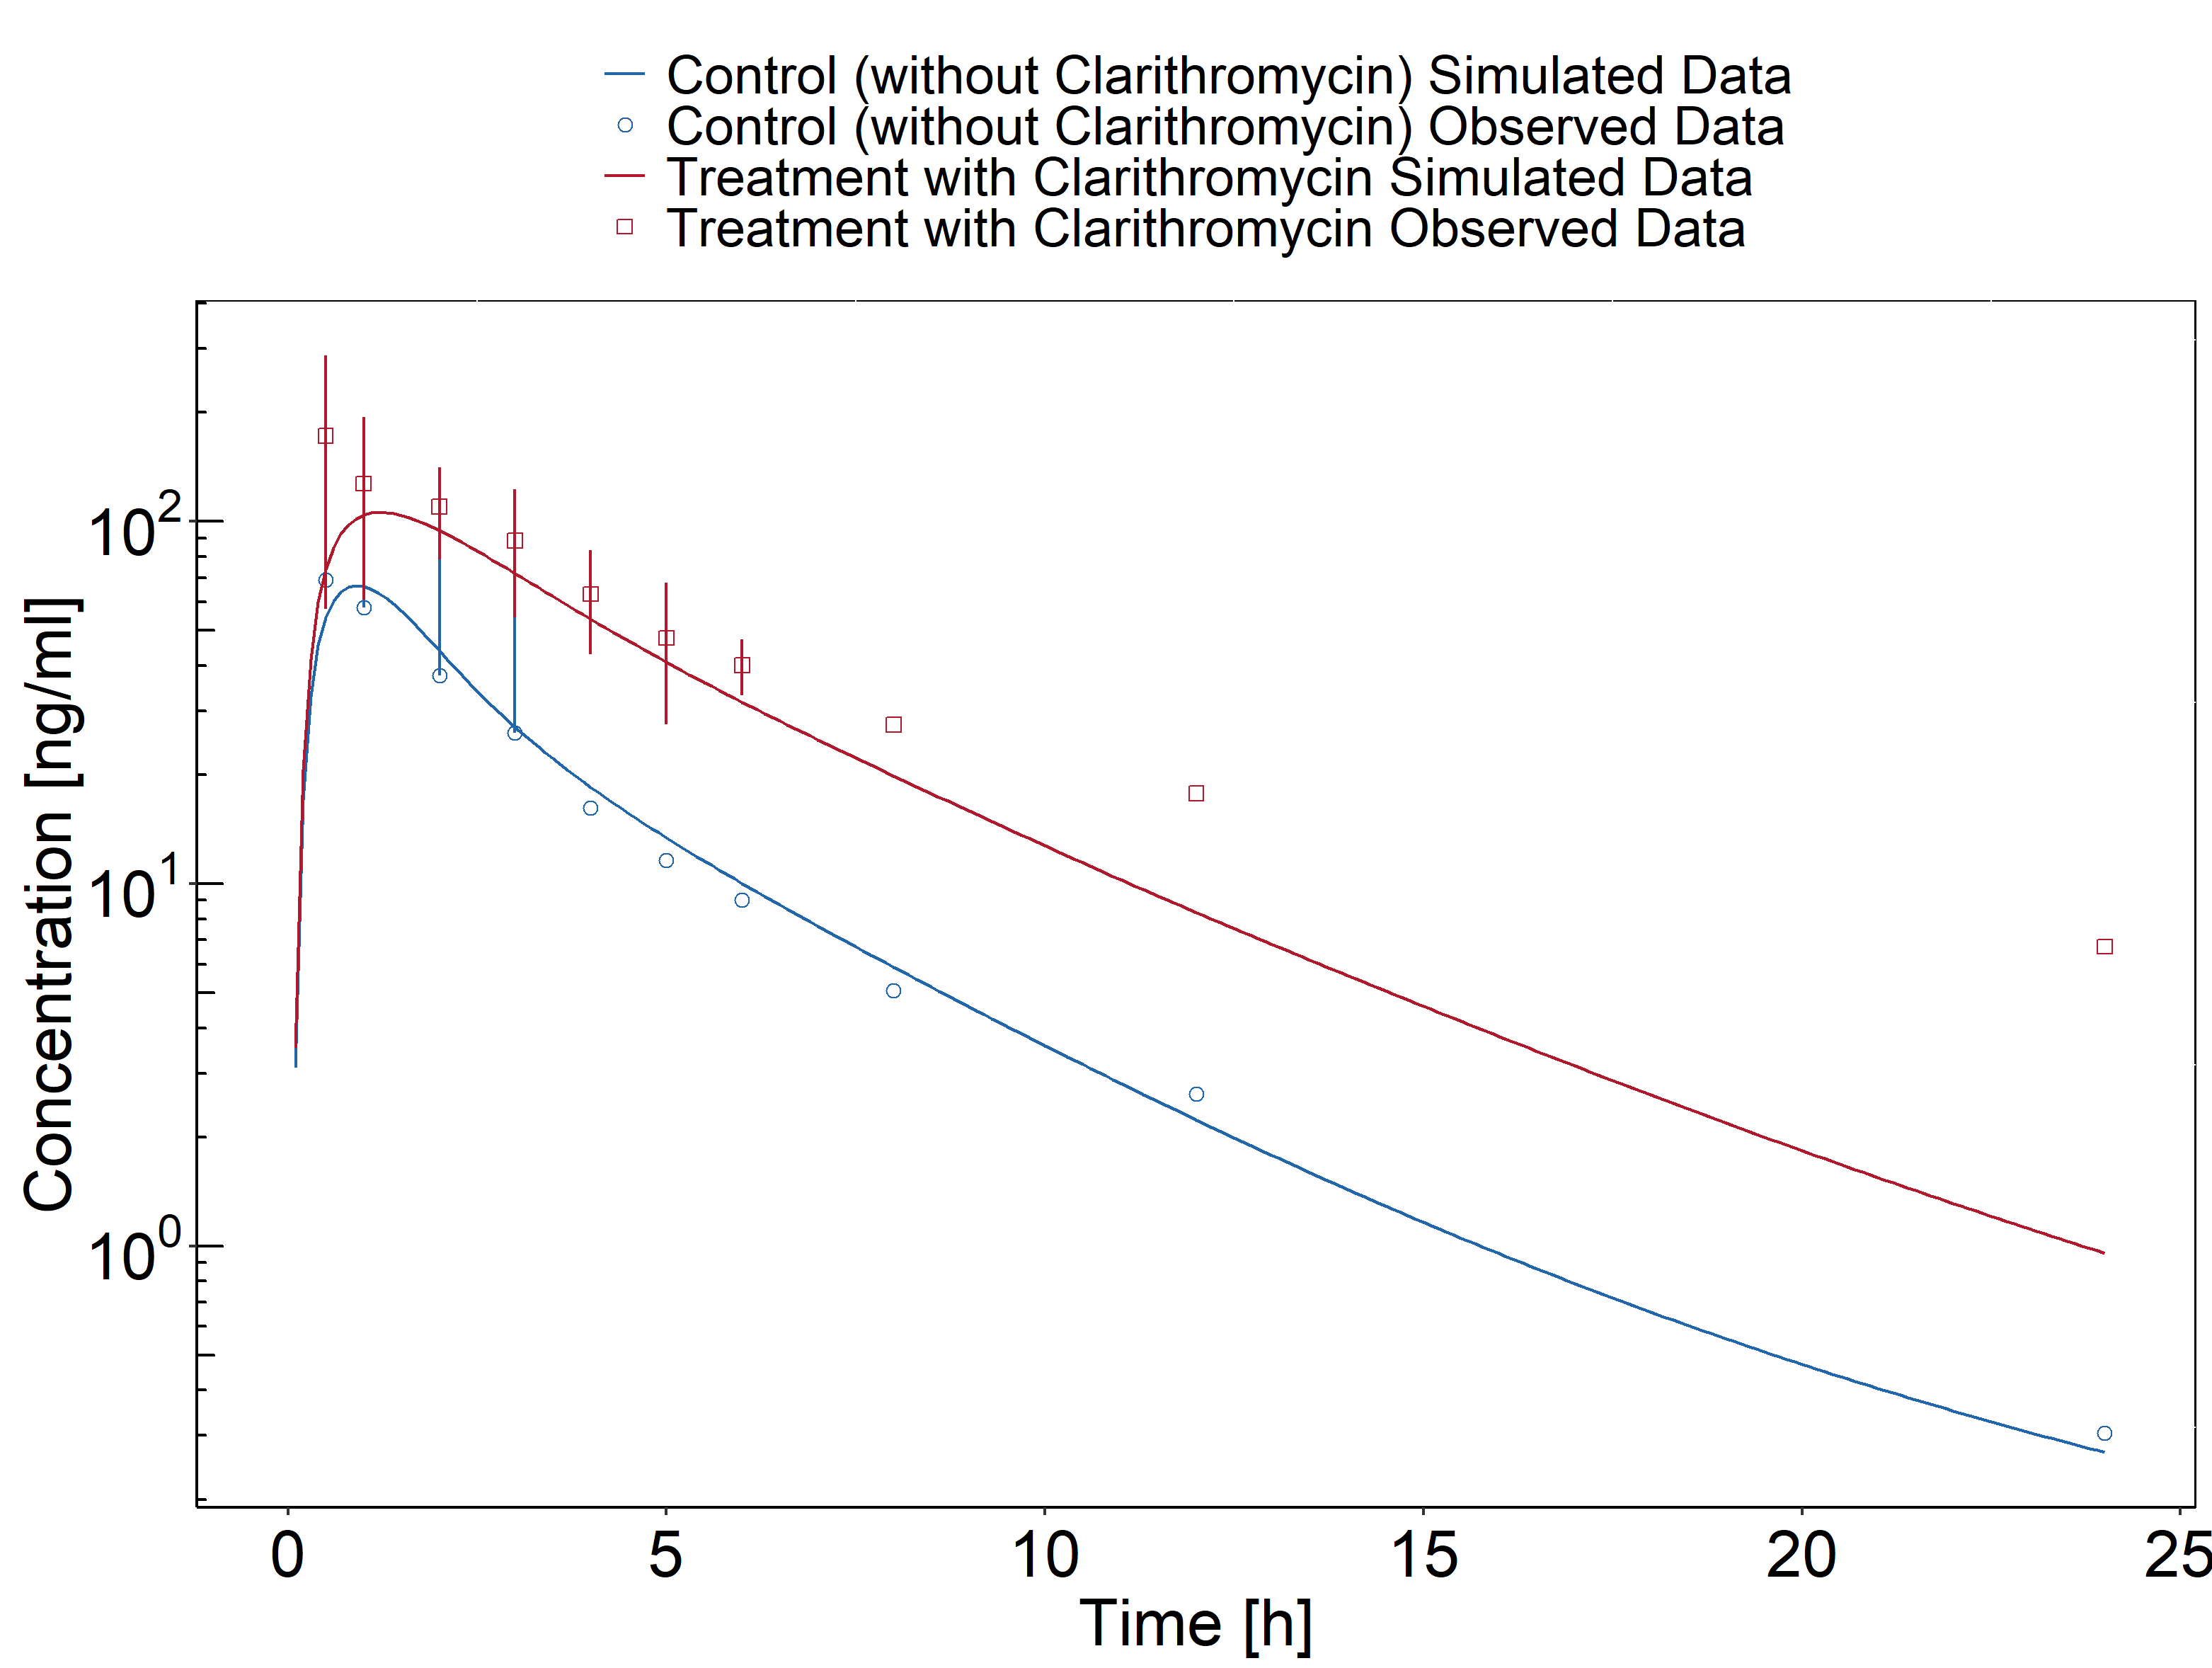 Control (without Clarithromycin) Simulated Data
Control (without Clarithromycin) Observed Data
Treatment with Clarithromycin Simulated Data
Treatment with Clarithromycin Observed Data
Concentration [ng/ml]
10²
10¹
10⁰
0 5 10 15 20 25
Time [h]